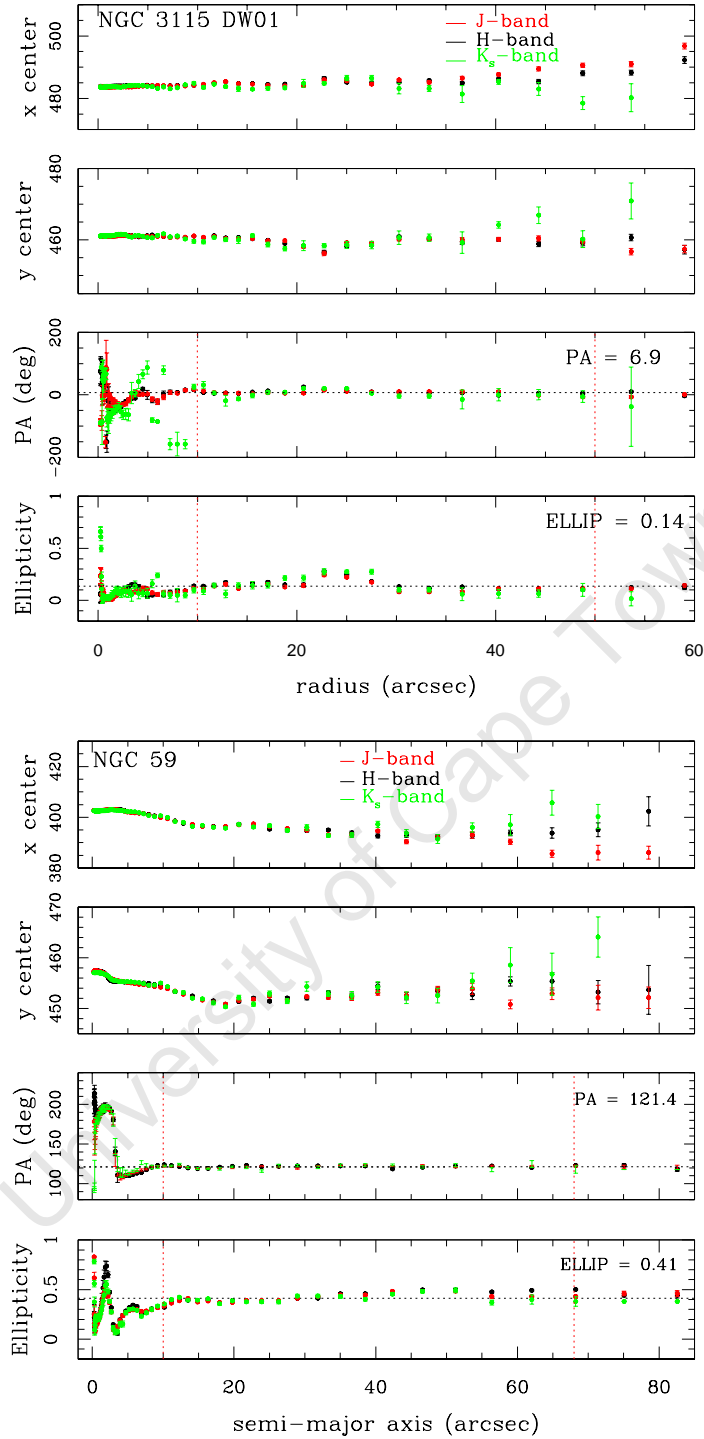 NGC 3115 DW01
J-band
H-band
Ks-band
x center
480 500
y center
460 480
PA (deg)
-200 0 200
PA = 6.9
Ellipticity
0 0.5 1
ELLIP = 0.14
0 20 40 60
radius (arcsec)
NGC 59
J-band
H-band
Ks-band
x center
380 400 420
y center
450 460 470
PA (deg)
100 150 200
PA = 121.4
Ellipticity
0 0.5 1
ELLIP = 0.41
0 20 40 60 80
semi-major axis (arcsec)
University of Cape Town